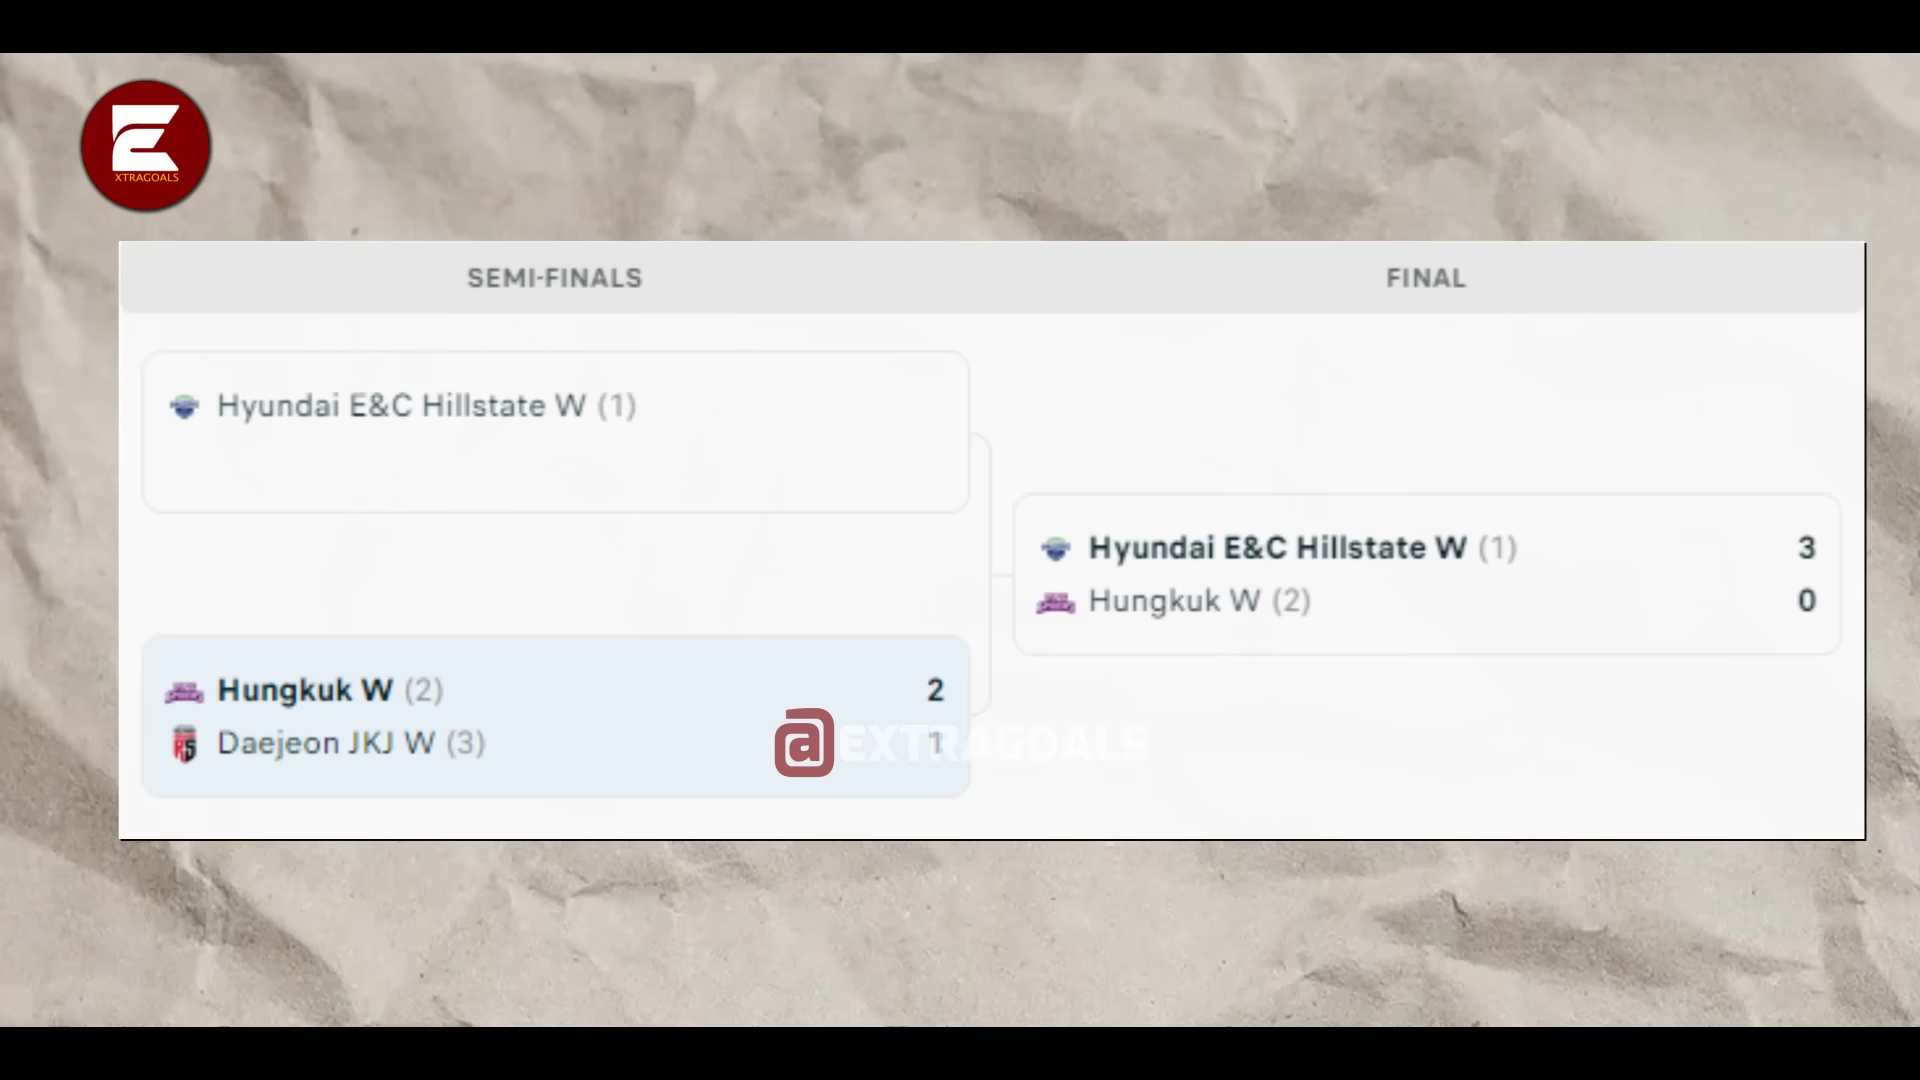 XTRAGOALS
SEMI-FINALS
FINAL
Hyundai E&C Hillstate W (1)
Hyundai E&C Hillstate W (1) 3
Hungkuk W (2) 0
Hungkuk W (2) 2
Daejeon JKJ W (3) 1
@EXTRAGOALS